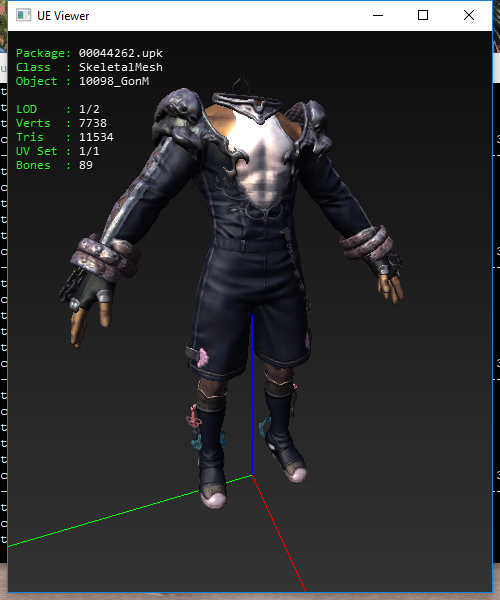 UE Viewer
Package: 00044262.upk
Class : SkeletalMesh
Object : 10098_GonM
LOD : 1/2
Verts : 7738
Tris : 11534
UV Set : 1/1
Bones : 89